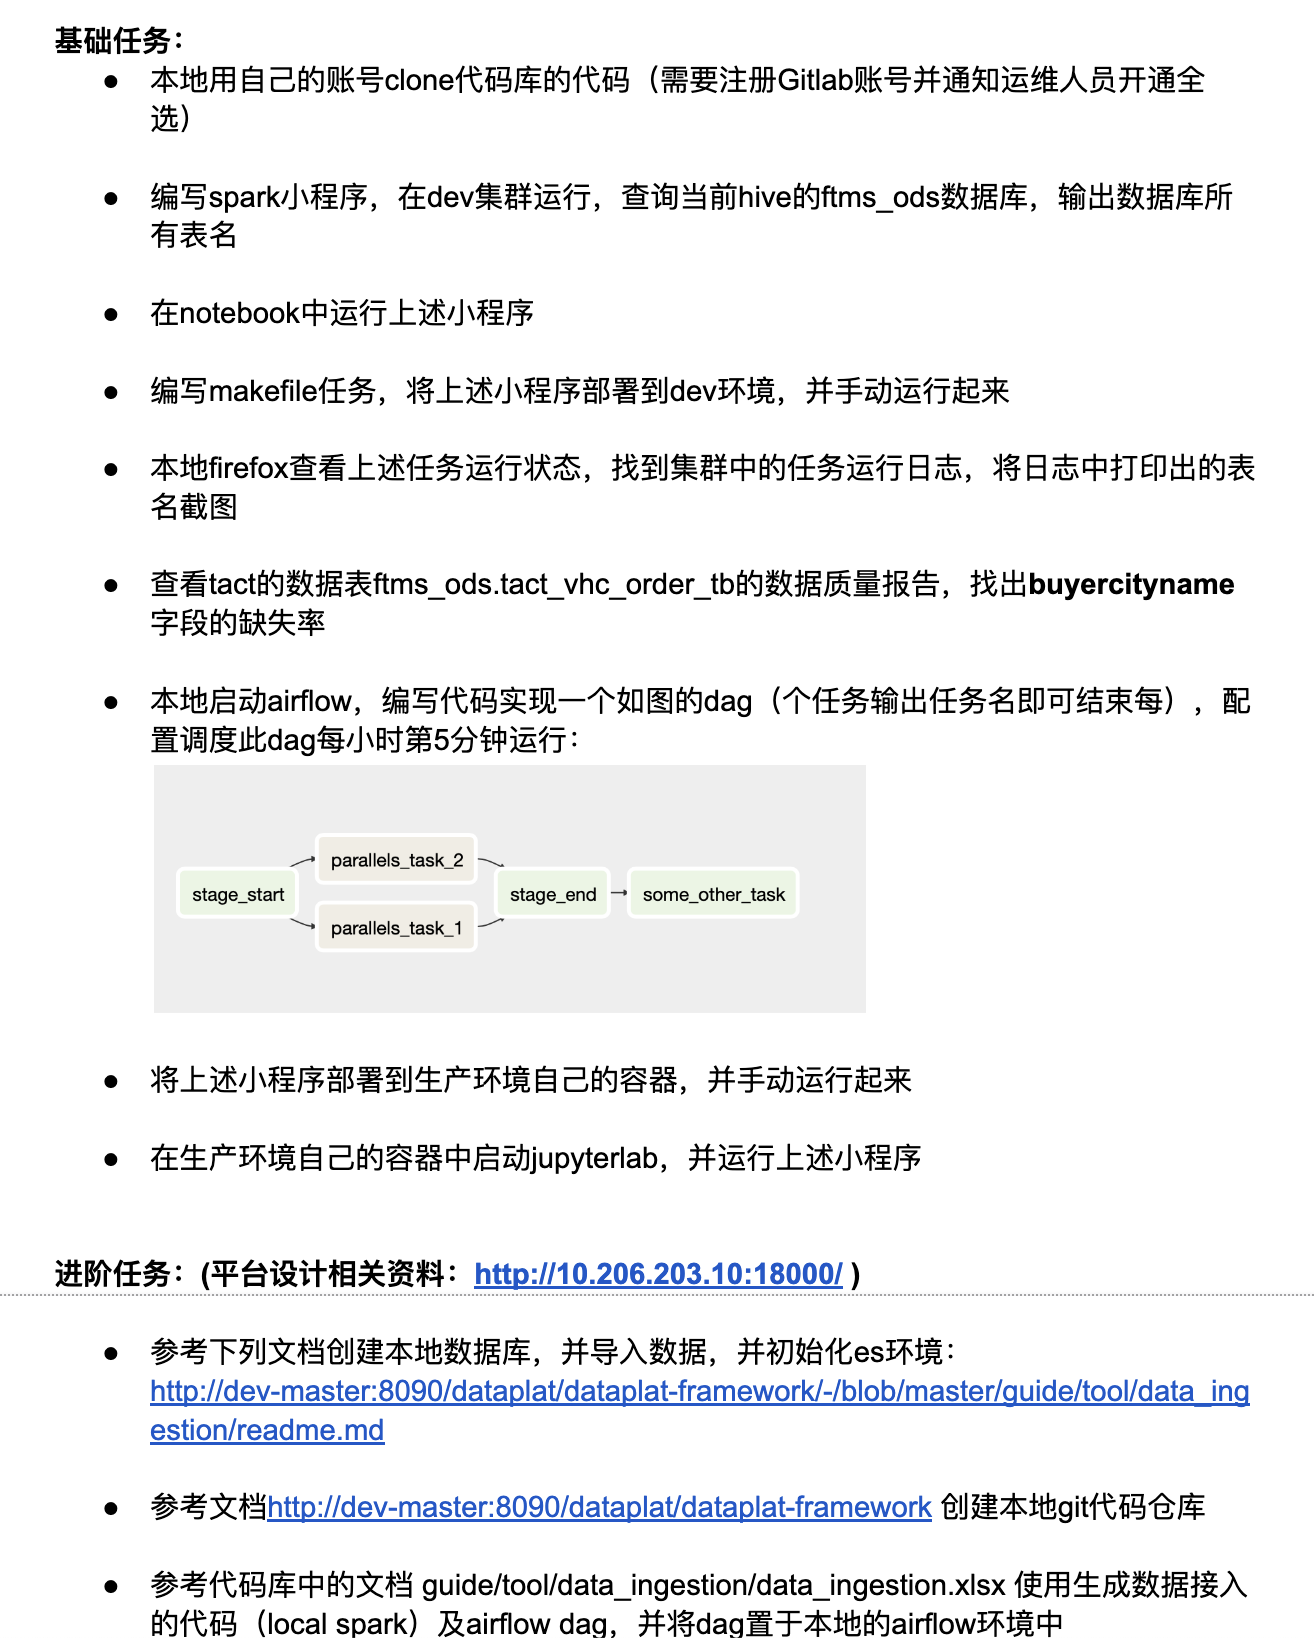 基础任务：
● 本地用自己的账号clone代码库的代码（需要注册Gitlab账号并通知运维人员开通全
选）
● 编写spark小程序，在dev集群运行，查询当前hive的ftms_ods数据库，输出数据库所
有表名
● 在notebook中运行上述小程序
● 编写makefile任务，将上述小程序部署到dev环境，并手动运行起来
● 本地firefox查看上述任务运行状态，找到集群中的任务运行日志，将日志中打印出的表
名截图
● 查看tact的数据表ftms_ods.tact_vhc_order_tb的数据质量报告，找出buyercityname
字段的缺失率
● 本地启动airflow，编写代码实现一个如图的dag（个任务输出任务名即可结束每），配
置调度此dag每小时第5分钟运行：
parallels_task_2
stage_start
stage_end
some_other_task
parallels_task_1
● 将上述小程序部署到生产环境自己的容器，并手动运行起来
● 在生产环境自己的容器中启动jupyterlab，并运行上述小程序
进阶任务：(平台设计相关资料：http://10.206.203.10:18000/ )
● 参考下列文档创建本地数据库，并导入数据，并初始化es环境：
http://dev-master:8090/dataplat/dataplat-framework/-/blob/master/guide/tool/data_ing
estion/readme.md
● 参考文档http://dev-master:8090/dataplat/dataplat-framework 创建本地git代码仓库
● 参考代码库中的文档 guide/tool/data_ingestion/data_ingestion.xlsx 使用生成数据接入
的代码（local spark）及airflow dag，并将dag置于本地的airflow环境中